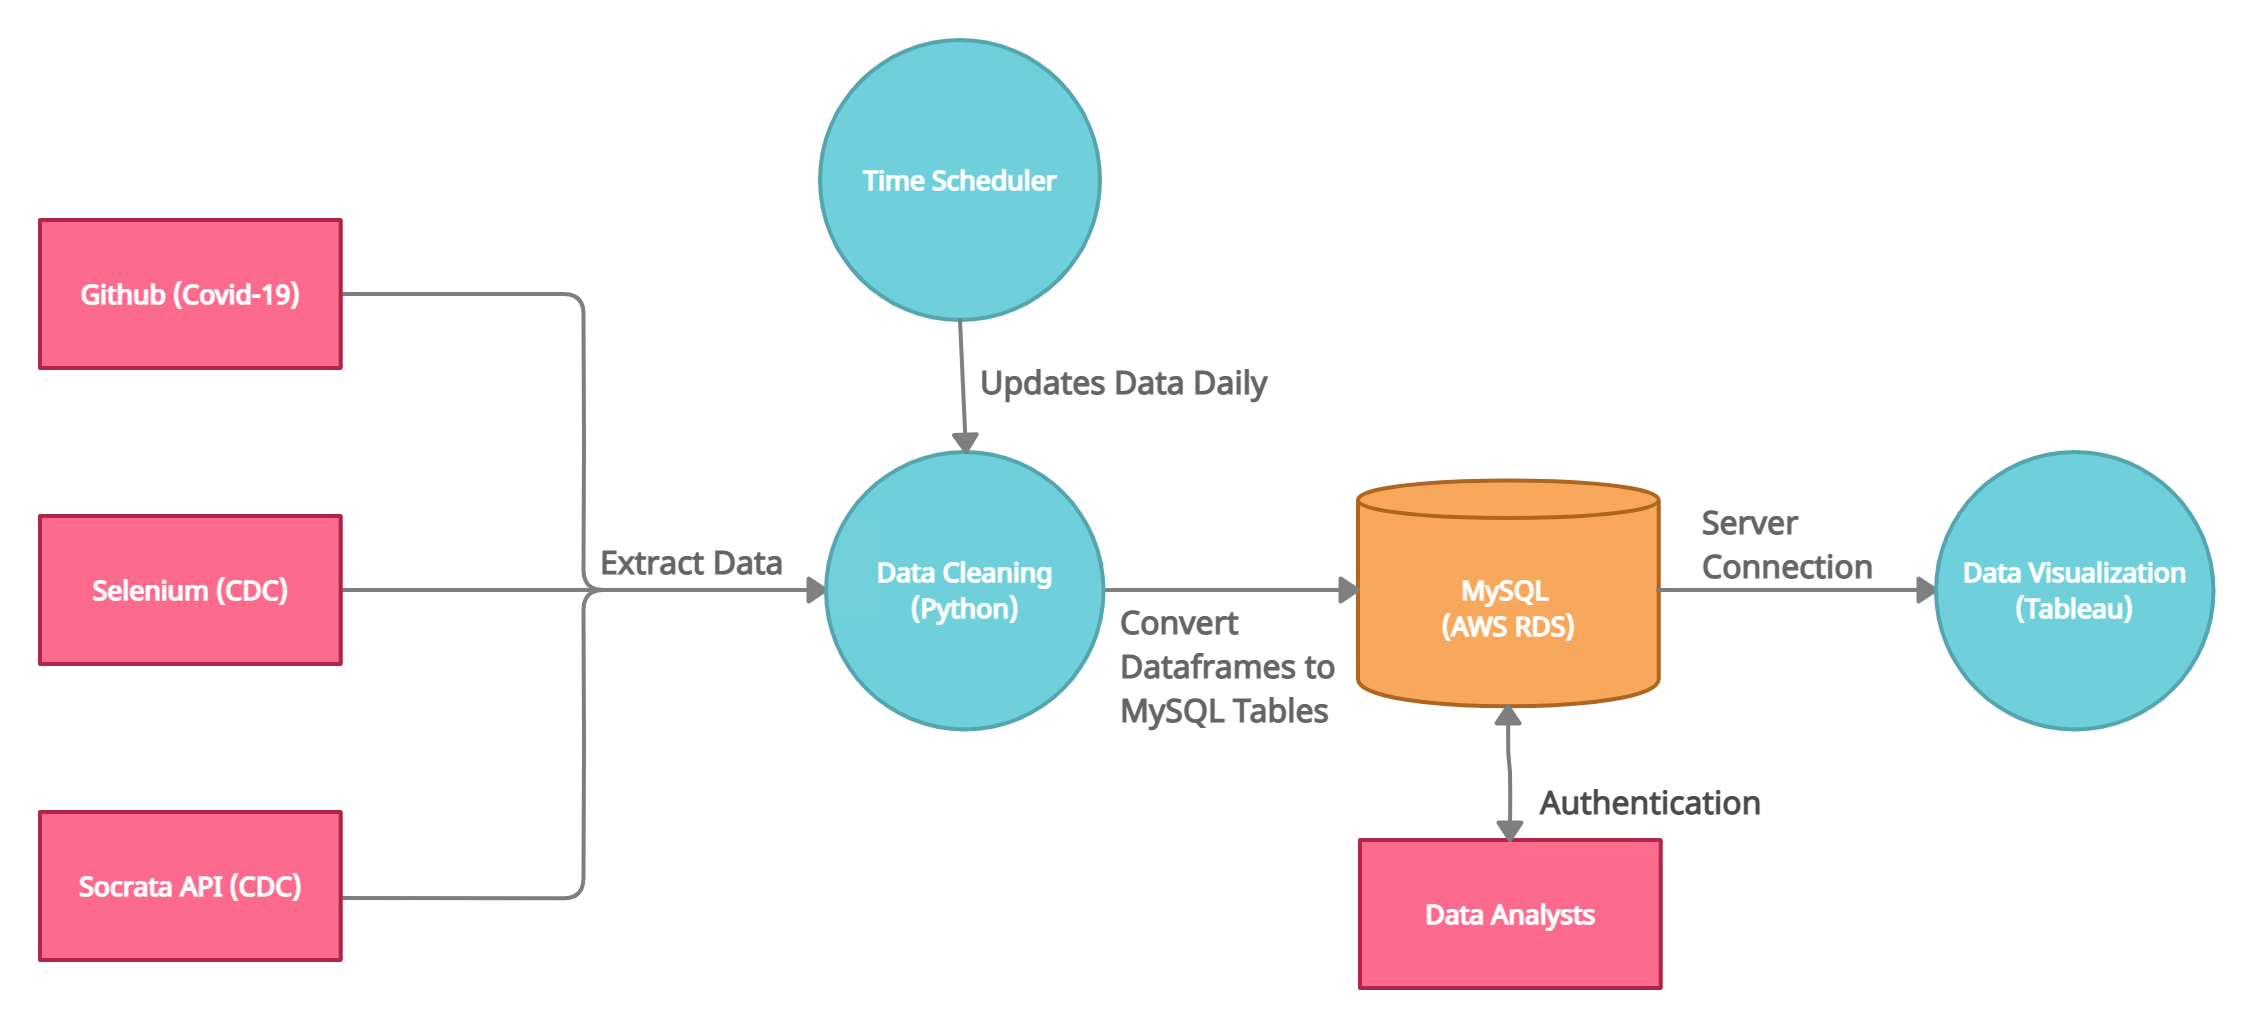 Time Scheduler
Github (Covid-19)
Updates Data Daily
Selenium (CDC)
Extract Data
Data Cleaning
(Python)
Convert
Dataframes to
MySQL Tables
MySQL
(AWS RDS)
Server
Connection
Data Visualization
(Tableau)
Authentication
Socrata API (CDC)
Data Analysts